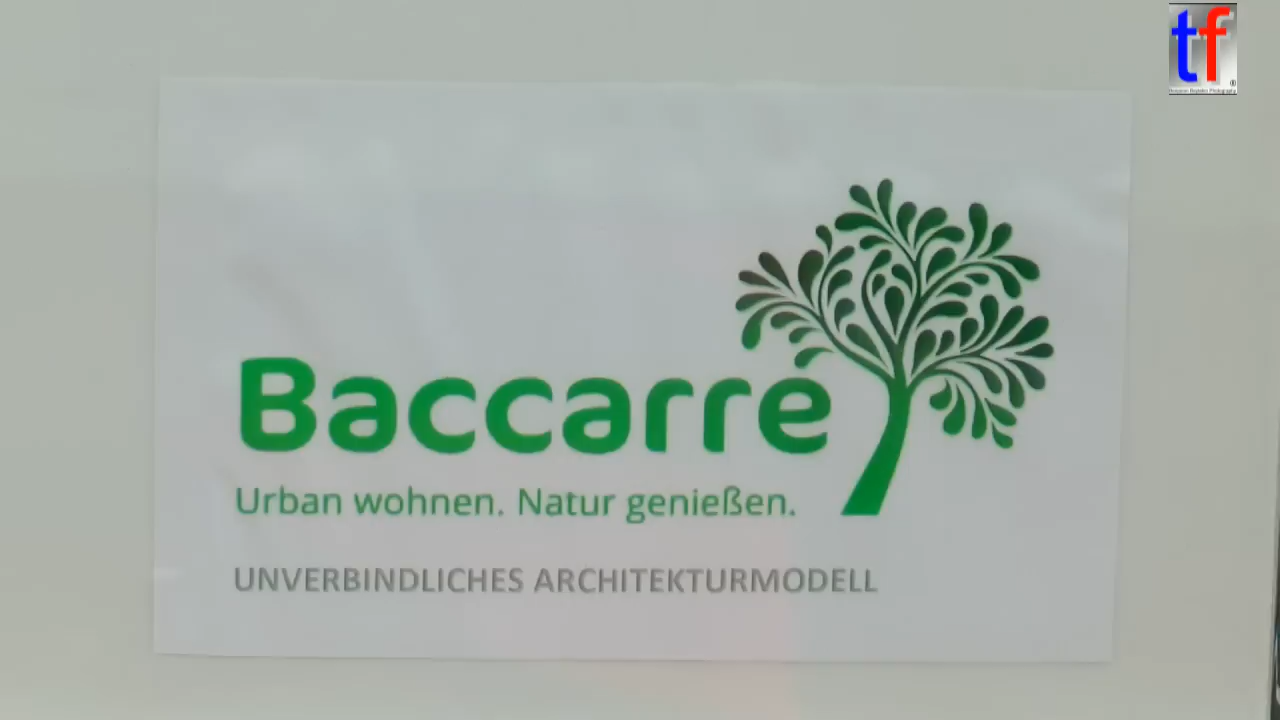 tf
®
Baccarre
Urban wohnen. Natur genießen.
UNVERBINDLICHES ARCHITEKTURMODELL